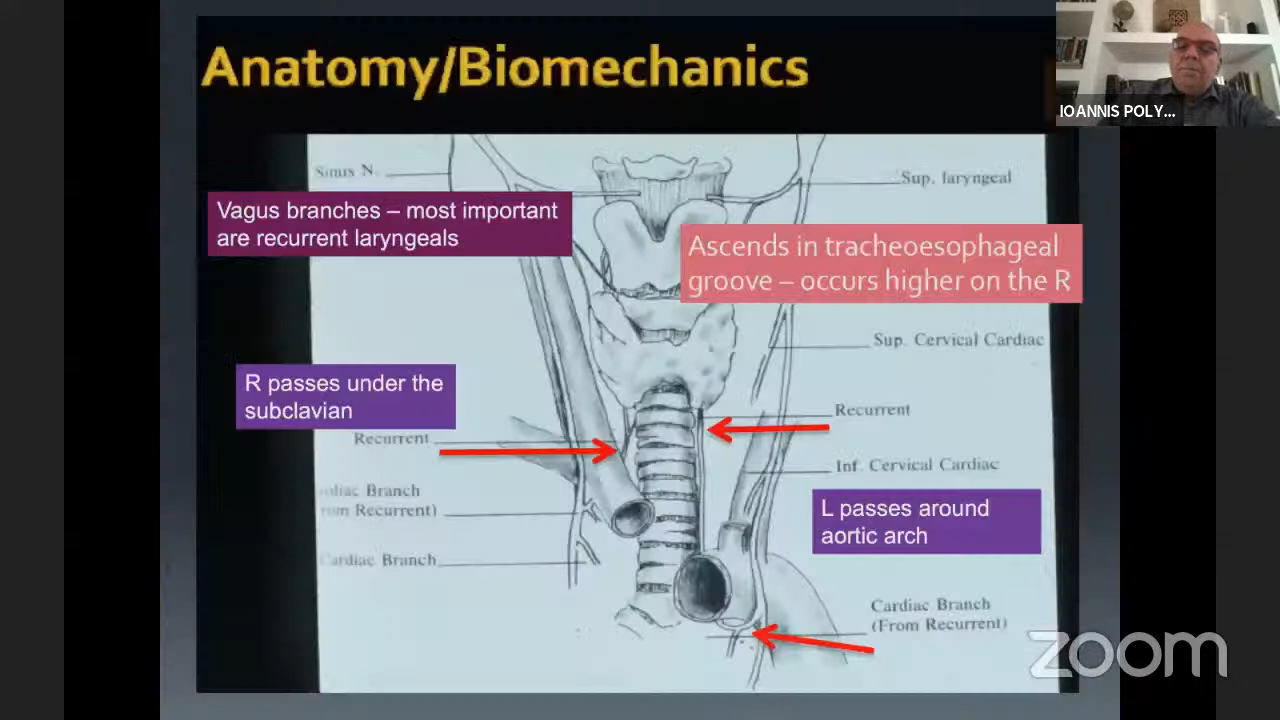 Anatomy/Biomechanics
IOANNIS POLY...
Sinus N.
Sup. laryngeal
Vagus branches – most important
are recurrent laryngeals
Ascends in tracheoesophageal
groove – occurs higher on the R
Sup. Cervical Cardiac
R passes under the
subclavian
Recurrent
Recurrent
Inf. Cervical Cardiac
Branch
Recurrent)
L passes around
aortic arch
Cardiac Branch
Cardiac Branch
(From Recurrent)
zoom